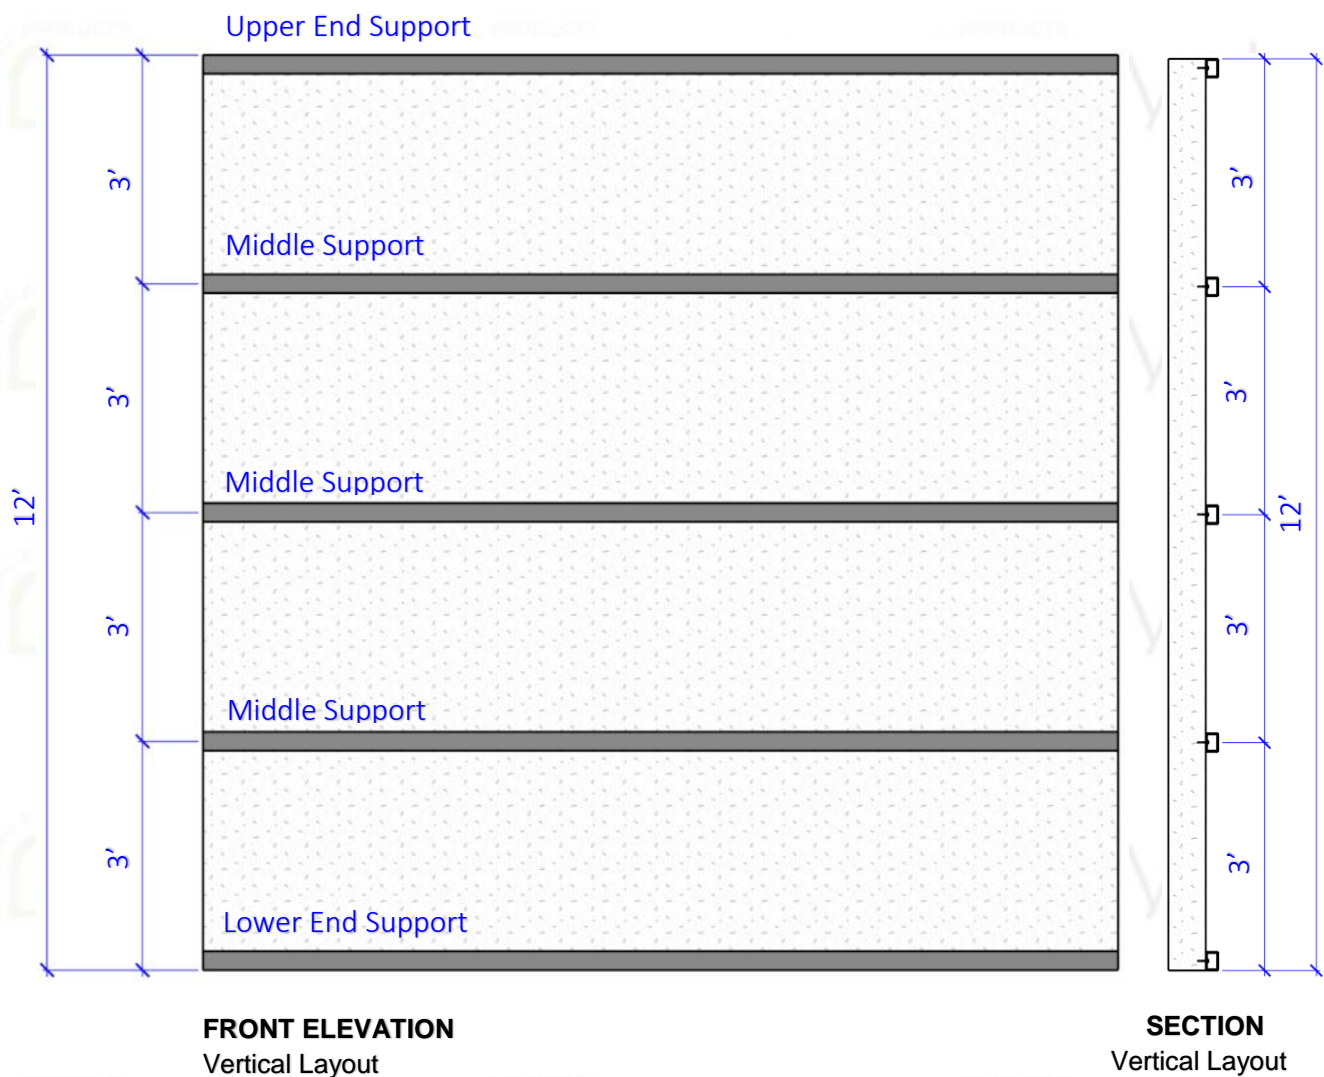 Upper End Support
3'
Middle Support
3'
Middle Support
12'
3'
Middle Support
3'
Lower End Support
3'
3'
12'
3'
3'
FRONT ELEVATION
Vertical Layout
SECTION
Vertical Layout